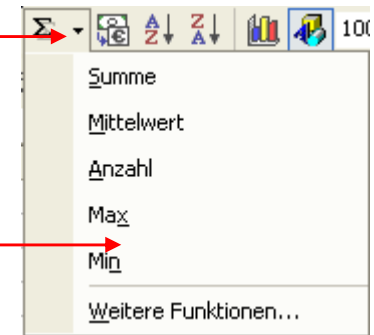 Σ € A Z Z A 100
Summe
Mittelwert
Anzahl
Max
Min
Weitere Funktionen...